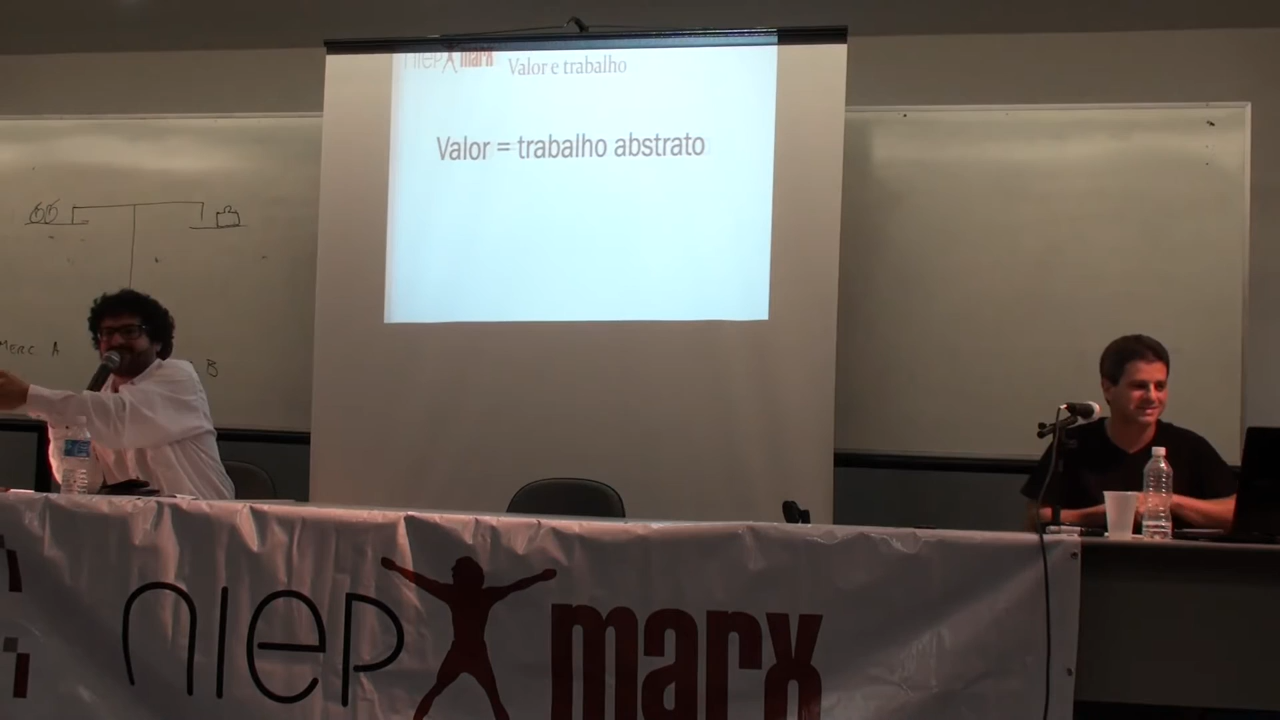 NIEP marx
Valor e trabalho
Valor = trabalho abstrato
MERC A
B
NIEP marx